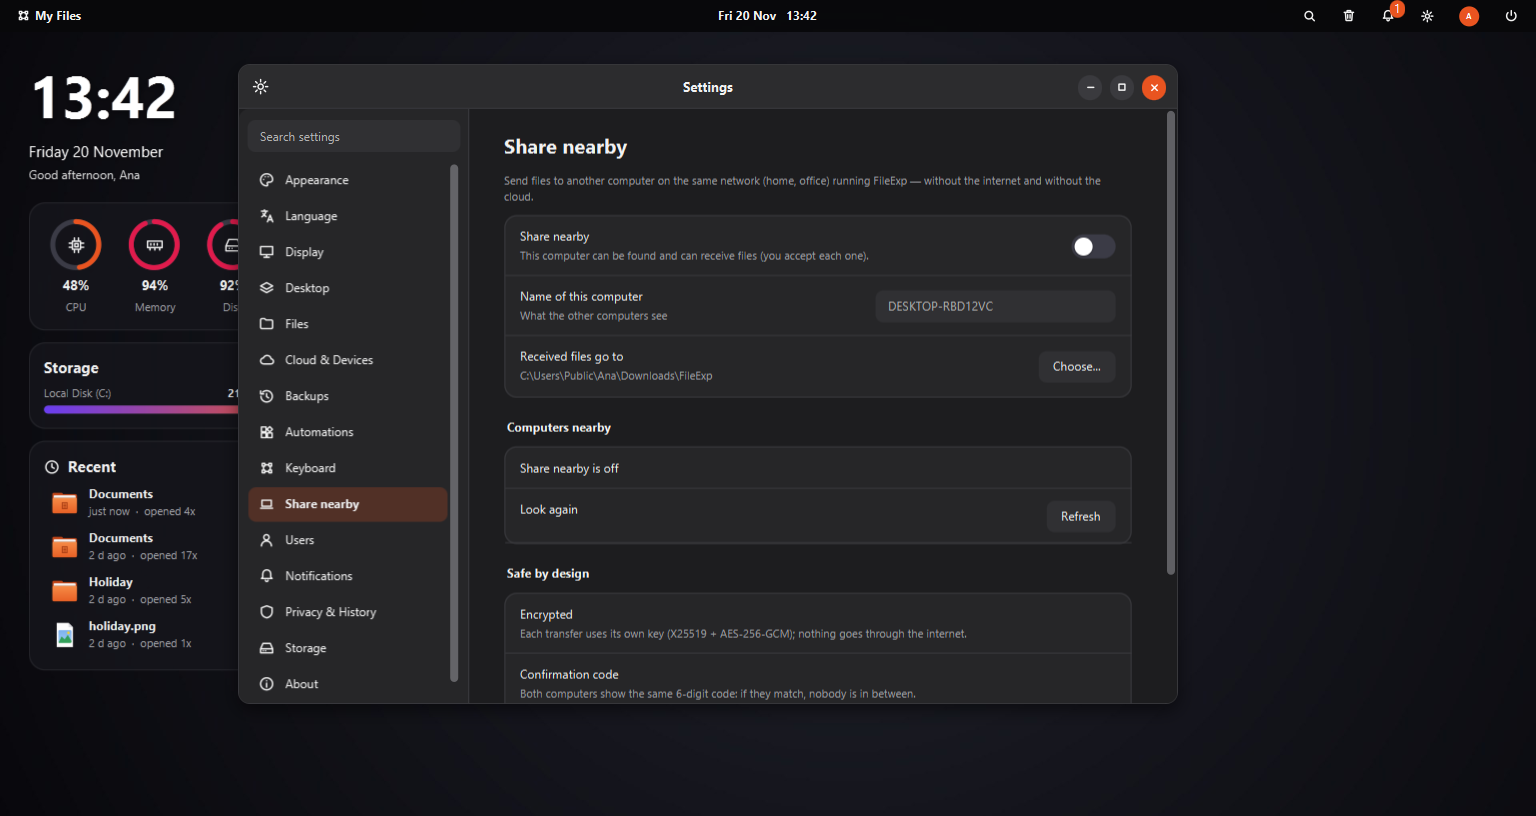 My Files
Fri 20 Nov 13:42
1
A
13:42
Friday 20 November
Good afternoon, Ana
48%
CPU
94%
Memory
92%
Storage
Local Disk (C:)
Recent
Documents
just now · opened 4x
Documents
2 d ago · opened 17x
Holiday
2 d ago · opened 5x
holiday.png
2 d ago · opened 1x
Settings
Search settings
Appearance
Language
Display
Desktop
Files
Cloud & Devices
Backups
Automations
Keyboard
Share nearby
Users
Notifications
Privacy & History
Storage
About
Share nearby
Send files to another computer on the same network (home, office) running FileExp — without the internet and without the
cloud.
Share nearby
This computer can be found and can receive files (you accept each one).
Name of this computer
What the other computers see
DESKTOP-RBD12VC
Received files go to
C:\Users\Public\Ana\Downloads\FileExp
Choose...
Computers nearby
Share nearby is off
Look again
Refresh
Safe by design
Encrypted
Each transfer uses its own key (X25519 + AES-256-GCM); nothing goes through the internet.
Confirmation code
Both computers show the same 6-digit code: if they match, nobody is in between.